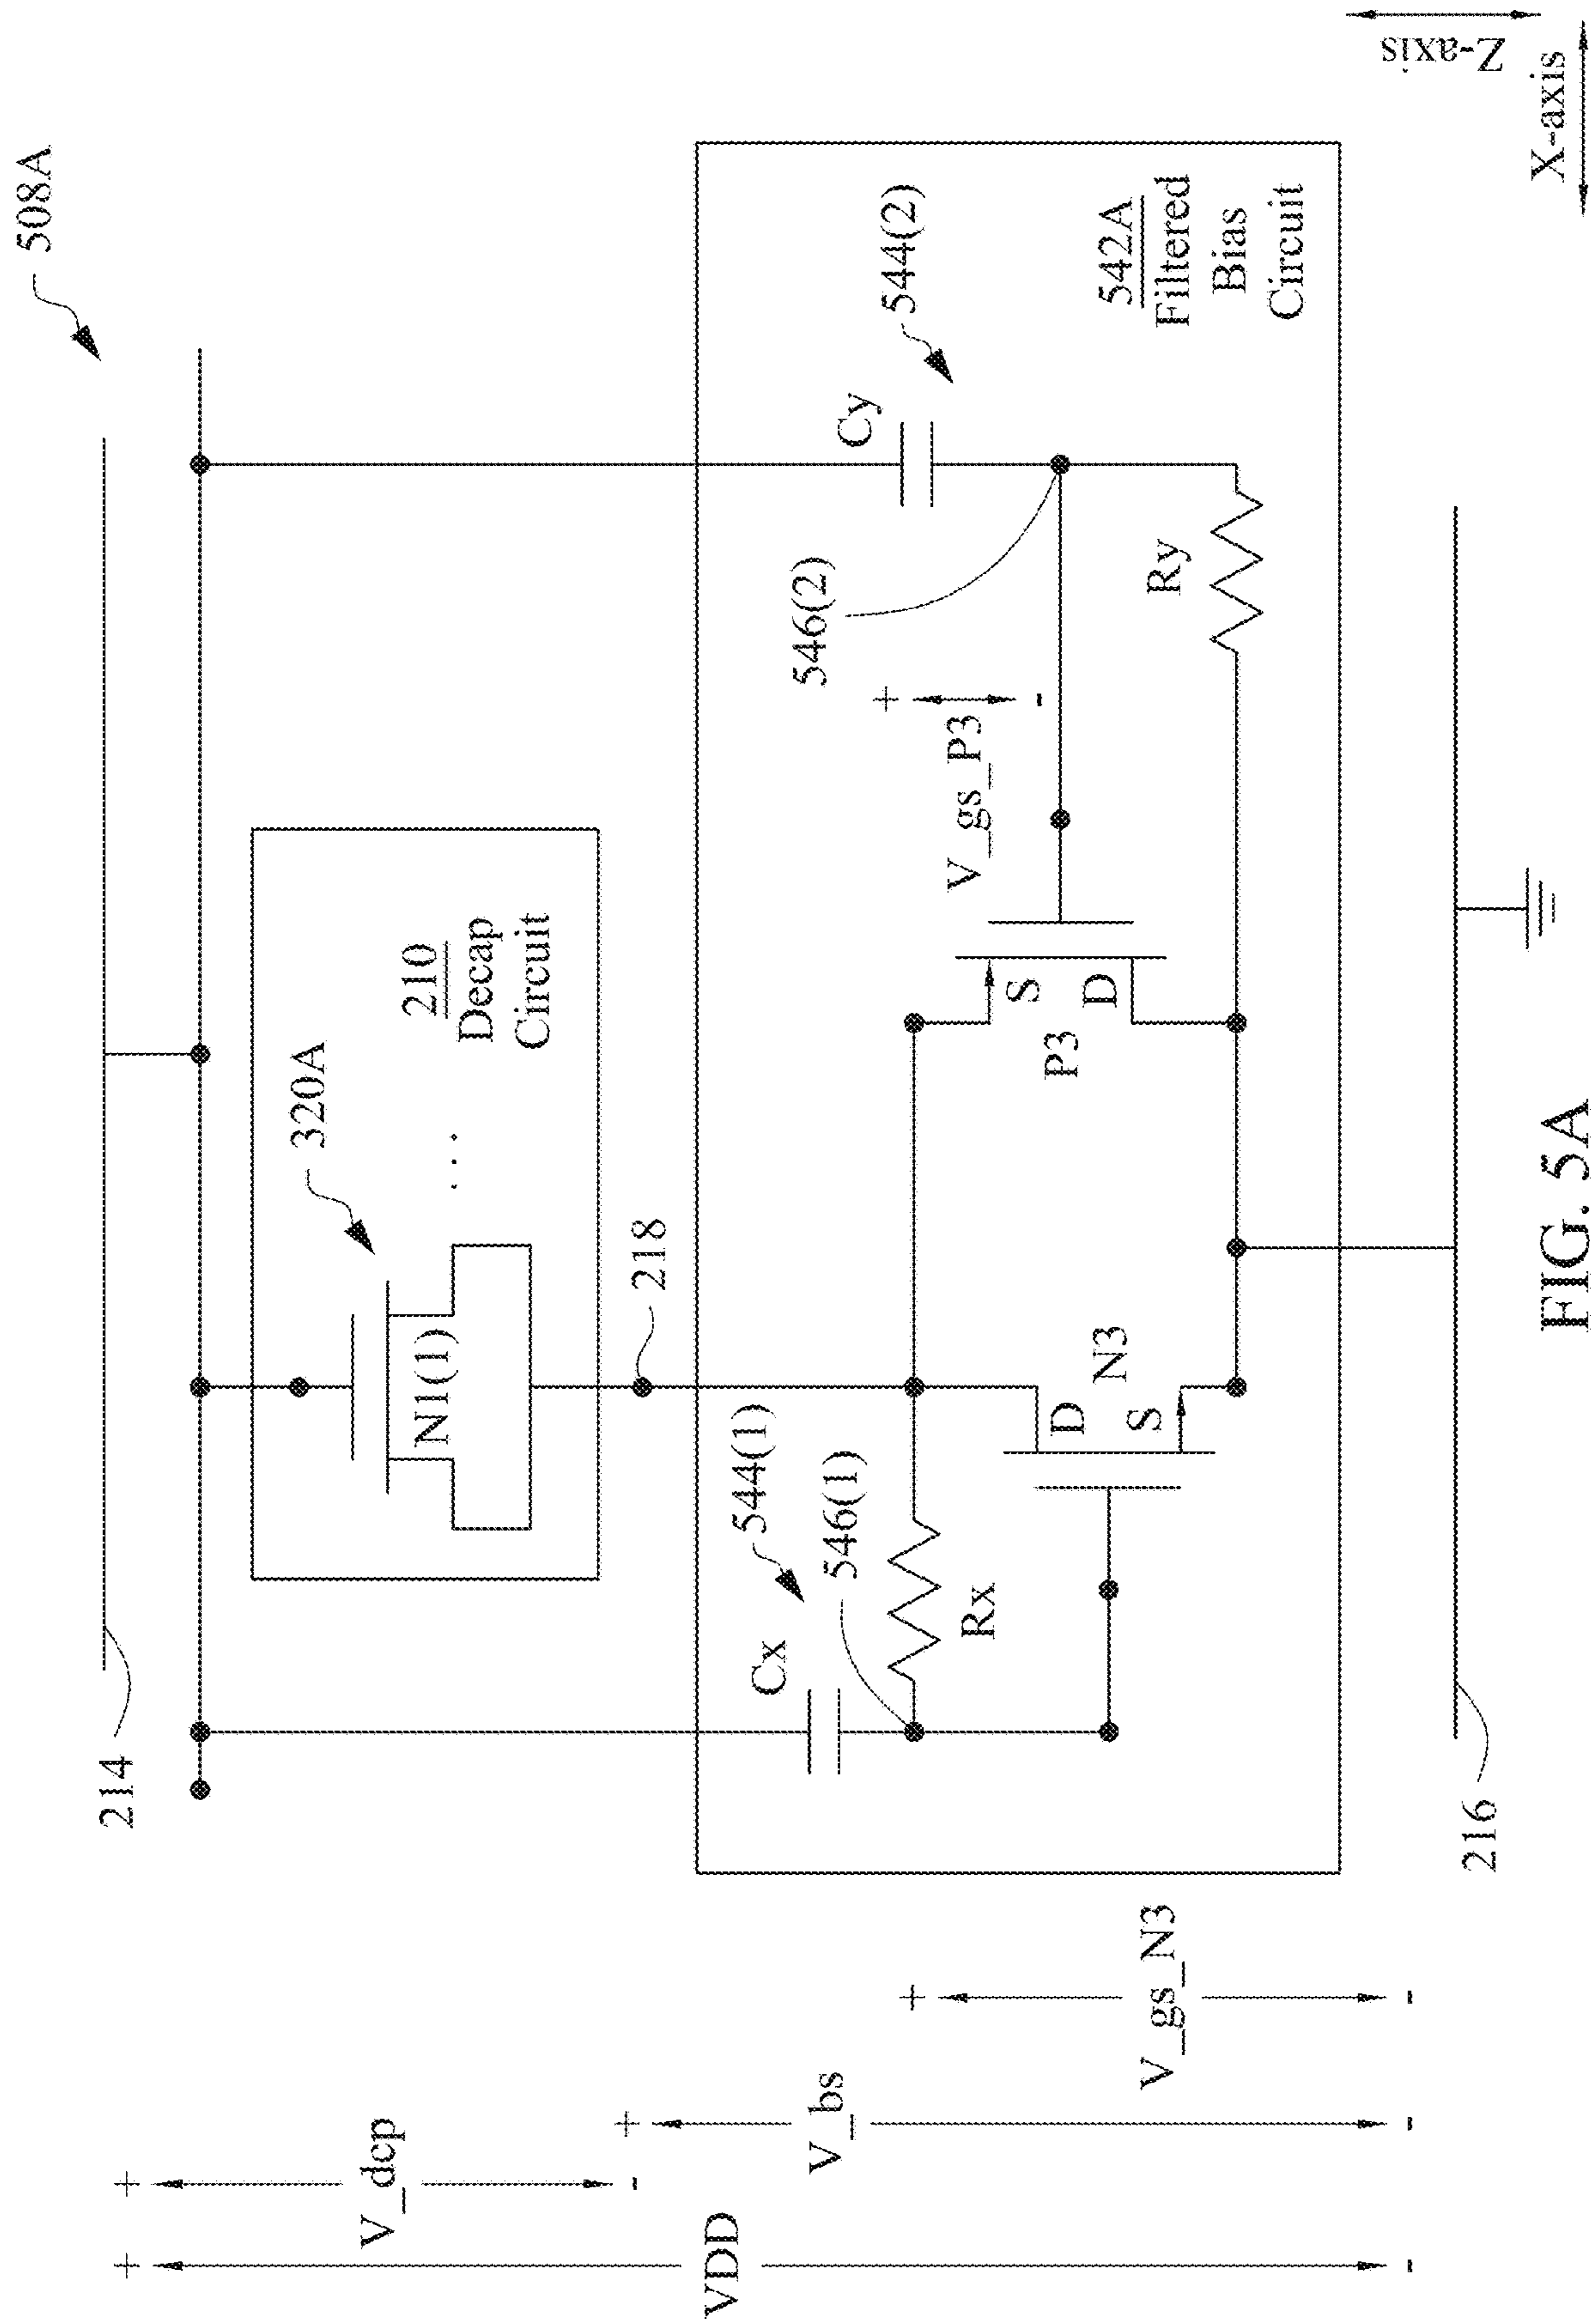 508A
214
320A
210
Decap
Circuit
N1(1)
218
544(1)
Cx
546(1)
Rx
D
S
N3
S
D
P3
V_gs_P3
+
-
546(2)
Cy
544(2)
Ry
542A
Filtered
Bias
Circuit
216
+
VDD
-
+
V_dcp
-
+
V_bs
-
+
V_gs_N3
-
X-axis
Z-axis
...
FIG. 5A